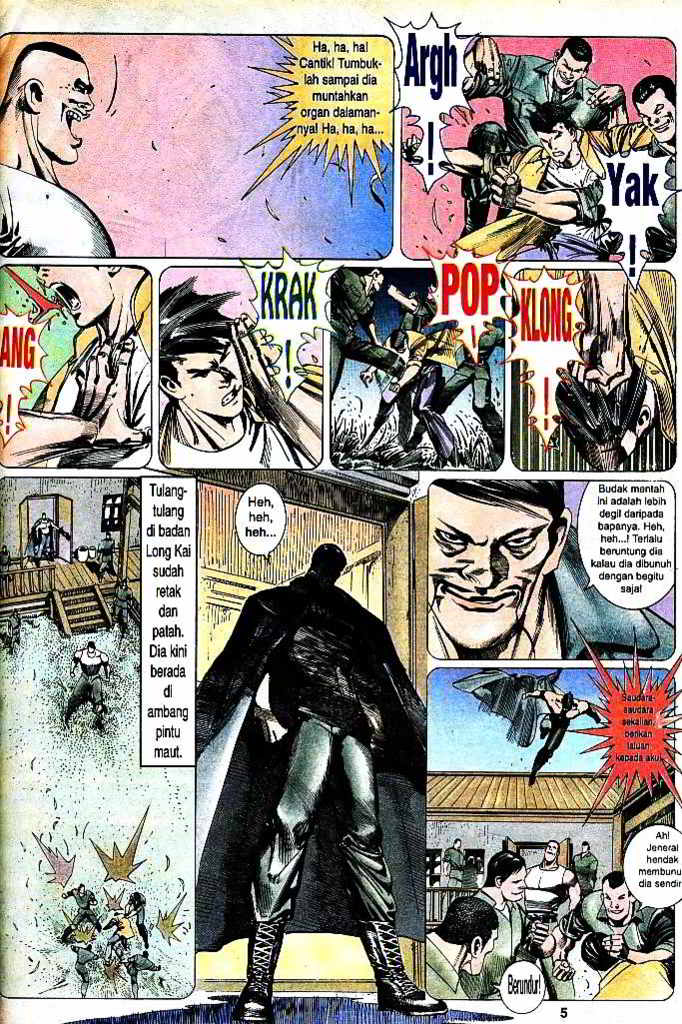 Ha, ha, ha!
Cantik! Tumbuk-
lah sampai dia
muntahkan
organ dalaman-
nya! Ha, ha, ha...
Argh
!
Yak
!
ANG
!
KRAK
!
POP
!
KLONG
!
Tulang-
tulang
di badan
Long Kai
sudah
retak
dan
patah.
Dia kini
berada
di
ambang
pintu
maut.
Heh,
heh,
heh...
Budak mentah
ini adalah lebih
degil daripada
bapanya. Heh,
heh...! Terlalu
beruntung dia
kalau dia dibunuh
dengan begitu
saja!
Saudara-
saudara
sekalian,
berikan
laluan
kepada aku!
Ah!
Jeneral
hendak
membunu
dia sendir
Berundur!
5